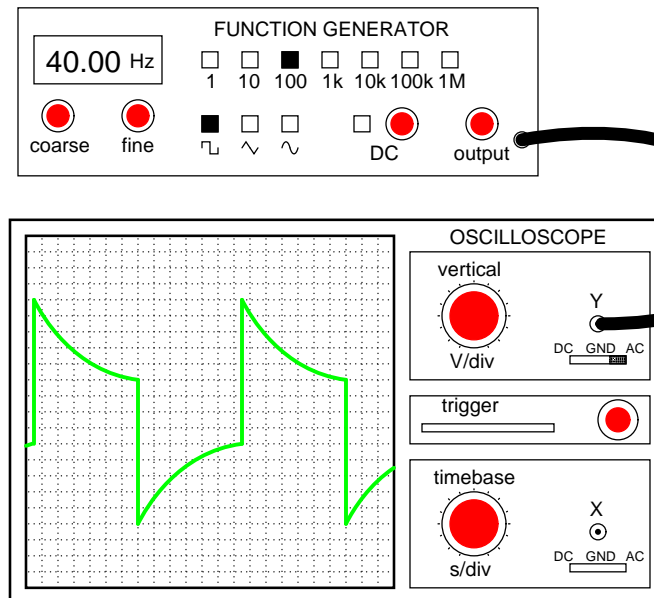 FUNCTION GENERATOR
40.00 Hz
1 10 100 1k 10k 100k 1M
coarse fine DC output
OSCILLOSCOPE
vertical
Y
DC GND AC
V/div
trigger
timebase
X
DC GND AC
s/div